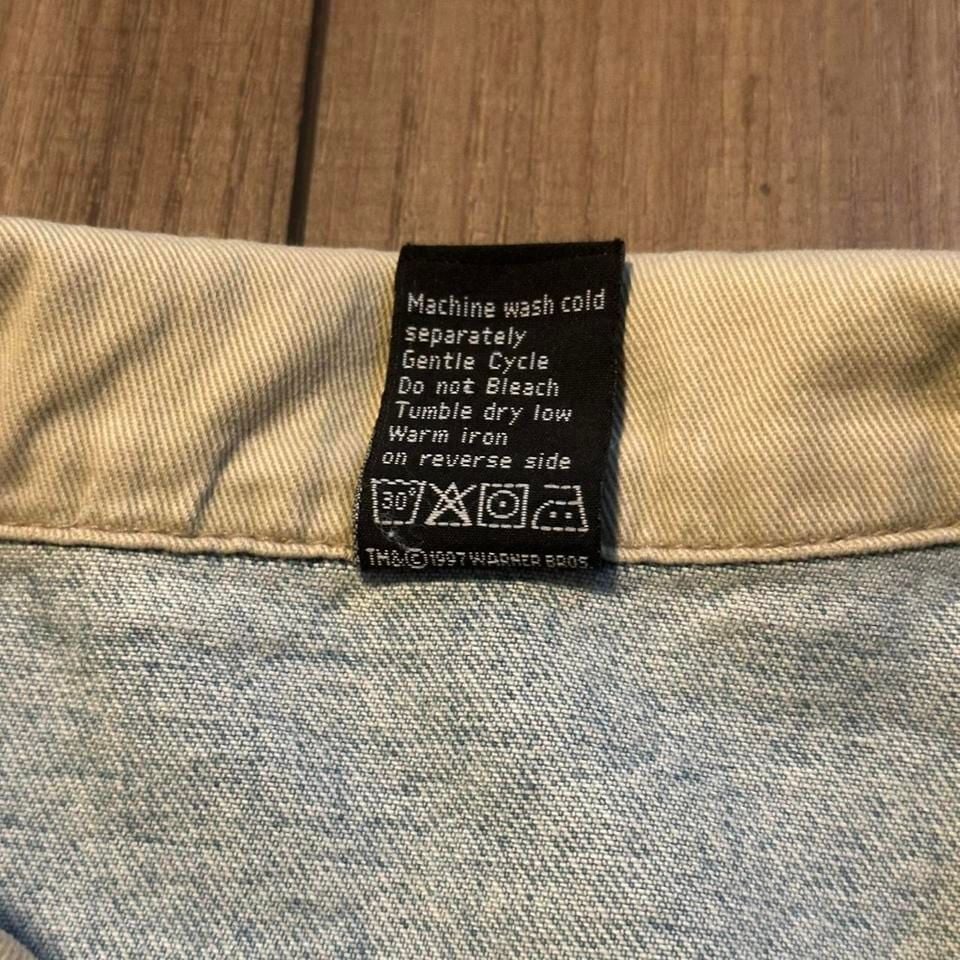 Machine wash cold
separately
Gentle Cycle
Do not Bleach
Tumble dry low
Warm iron
on reverse side
30°
TM&©1997 WARNER BROS.